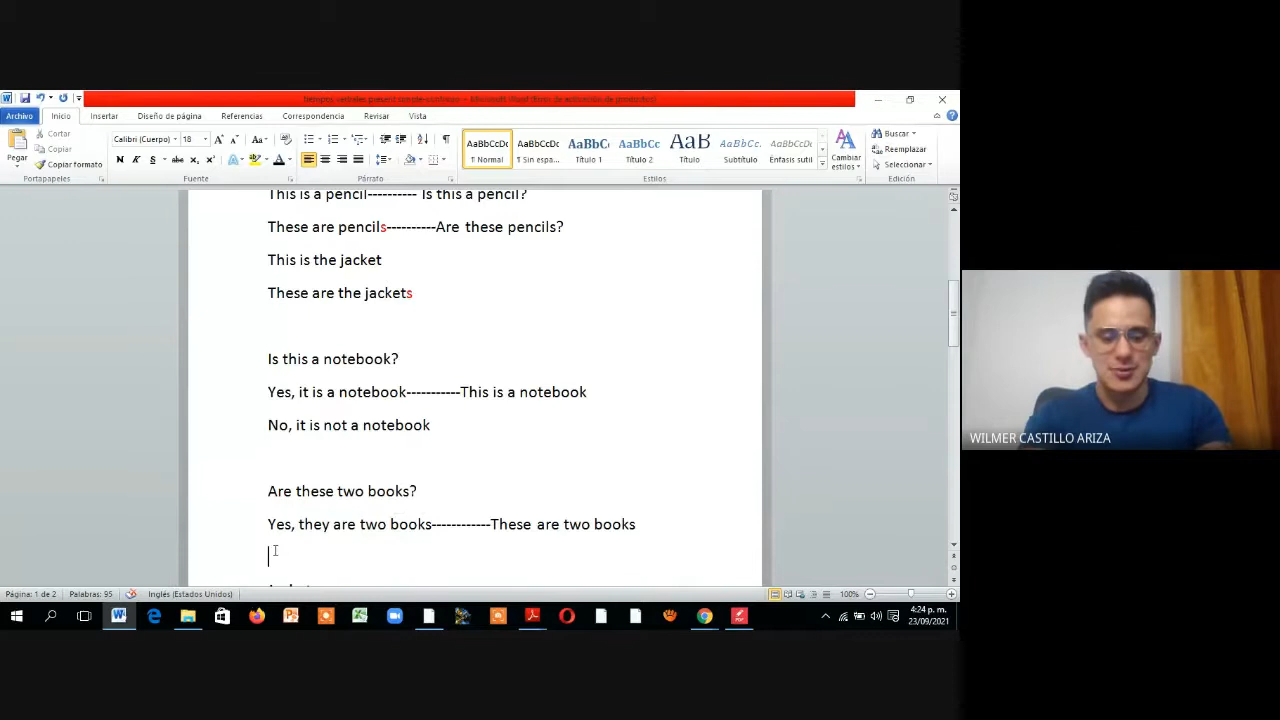 Archivo Inicio Insertar Diseño de página Referencias Correspondencia Revisar Vista
Pegar
Cortar
Copiar
Copiar formato
Portapapeles
Calibri (Cuerpo) 18
Fuente
Párrafo
AaBbCcDc AaBbCcDc AaBbC AaBbCc AaB AaBbCc. AaBbCcDc
¶ Normal ¶ Sin espa... Título 1 Título 2 Título Subtítulo Énfasis sutil
Estilos
Cambiar estilos
Buscar
Reemplazar
Seleccionar
Edición
This is a pencil---------- Is this a pencil?
These are pencils----------Are these pencils?
This is the jacket
These are the jackets
Is this a notebook?
Yes, it is a notebook-----------This is a notebook
No, it is not a notebook
Are these two books?
Yes, they are two books------------These are two books
WILMER CASTILLO ARIZA
Página: 1 de 2 Palabras: 95 Inglés (Estados Unidos) 100%
4:24 p. m.
23/09/2021